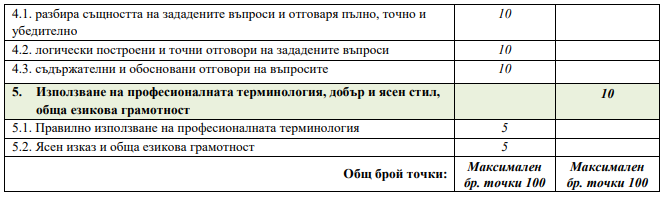 4.1. разбира същността на зададените въпроси и отговаря пълно, точно и 10
убедително
4.2. логически построени и точни отговори на зададените въпроси 10
4.3. съдържателни и обосновани отговори на въпросите 10
5. Използване на професионалната терминология, добър и ясен стил, 10
обща езикова грамотност
5.1. Правилно използване на професионалната терминология 5
5.2. Ясен изказ и обща езикова грамотност 5
Общ брой точки: Максимален Максимален
бр. точки 100 бр. точки 100